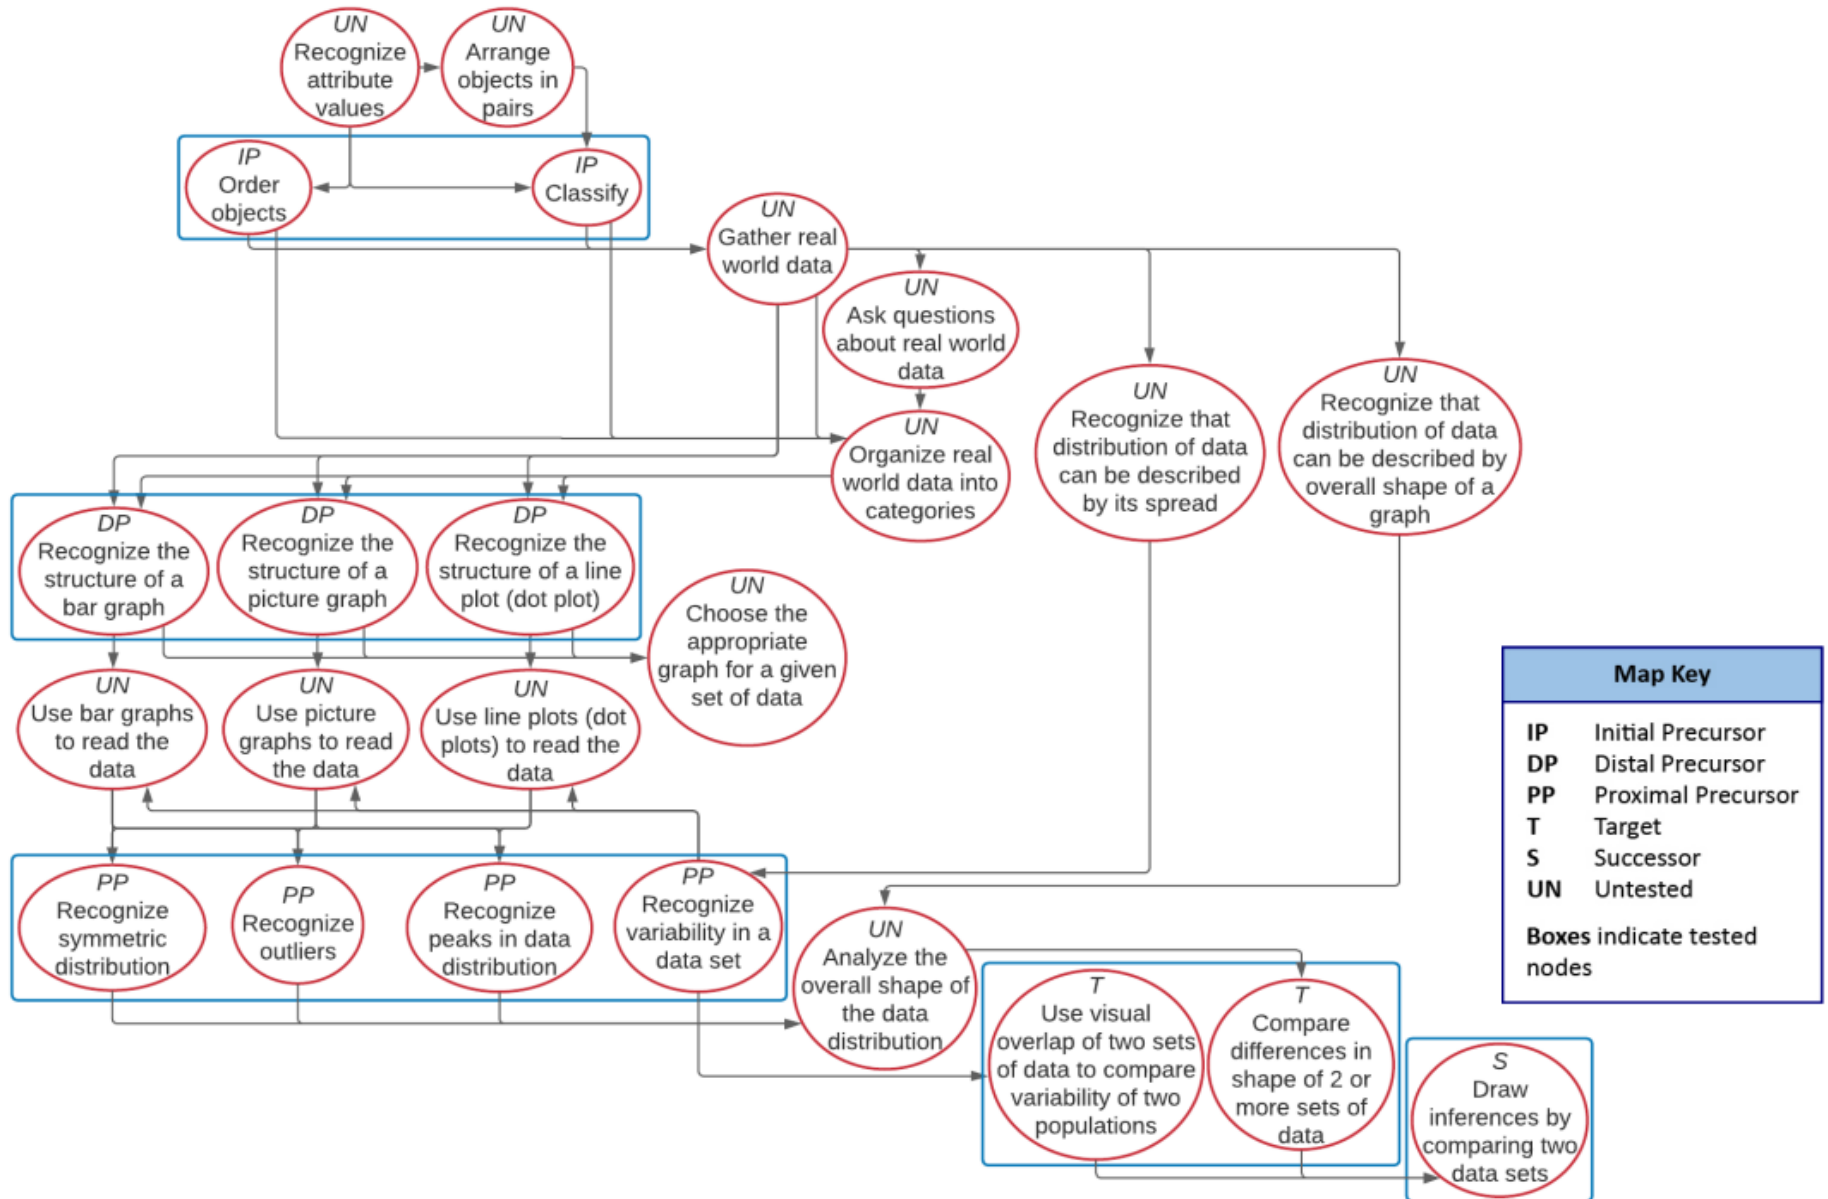 UN
Recognize
attribute
values
UN
Arrange
objects in
pairs
IP
Order
objects
IP
Classify
UN
Gather real
world data
UN
Ask questions
about real world
data
UN
Recognize that
distribution of data
can be described
by its spread
UN
Recognize that
distribution of data
can be described by
overall shape of a
graph
UN
Organize real
world data into
categories
DP
Recognize the
structure of a
bar graph
DP
Recognize the
structure of a
picture graph
DP
Recognize the
structure of a line
plot (dot plot)
UN
Choose the
appropriate
graph for a given
set of data
UN
Use bar graphs
to read the
data
UN
Use picture
graphs to read
the data
UN
Use line plots (dot
plots) to read the
data
PP
Recognize
symmetric
distribution
PP
Recognize
outliers
PP
Recognize
peaks in data
distribution
PP
Recognize
variability in a
data set
UN
Analyze the
overall shape of
the data
distribution
T
Use visual
overlap of two sets
of data to compare
variability of two
populations
T
Compare
differences in
shape of 2 or
more sets of
data
S
Draw
inferences by
comparing two
data sets
Map Key
IP Initial Precursor
DP Distal Precursor
PP Proximal Precursor
T Target
S Successor
UN Untested
Boxes indicate tested
nodes